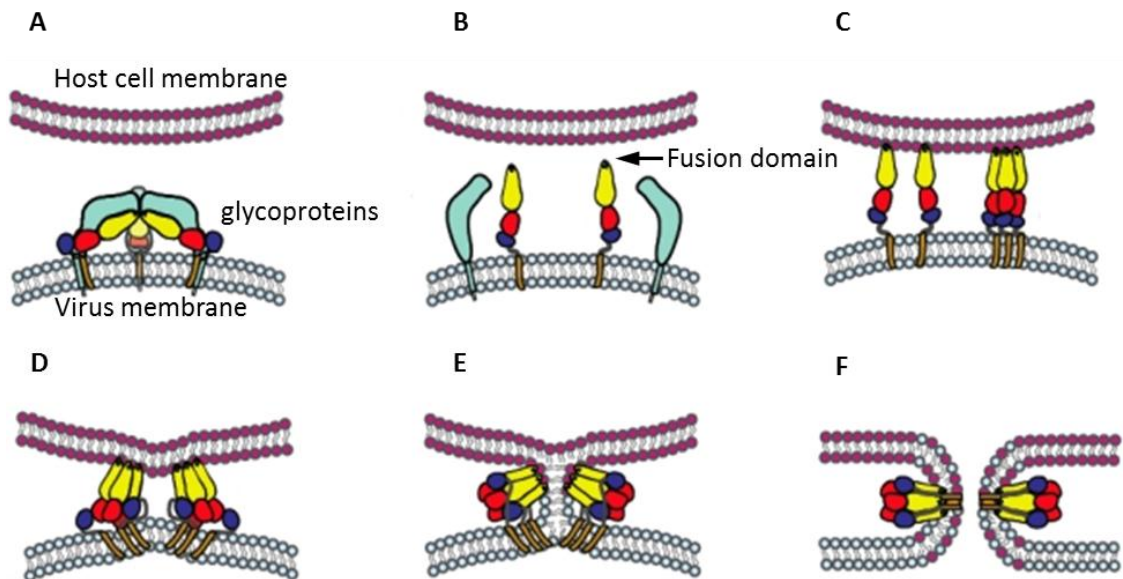 A
B
C
Host cell membrane
Fusion domain
glycoproteins
Virus membrane
D
E
F